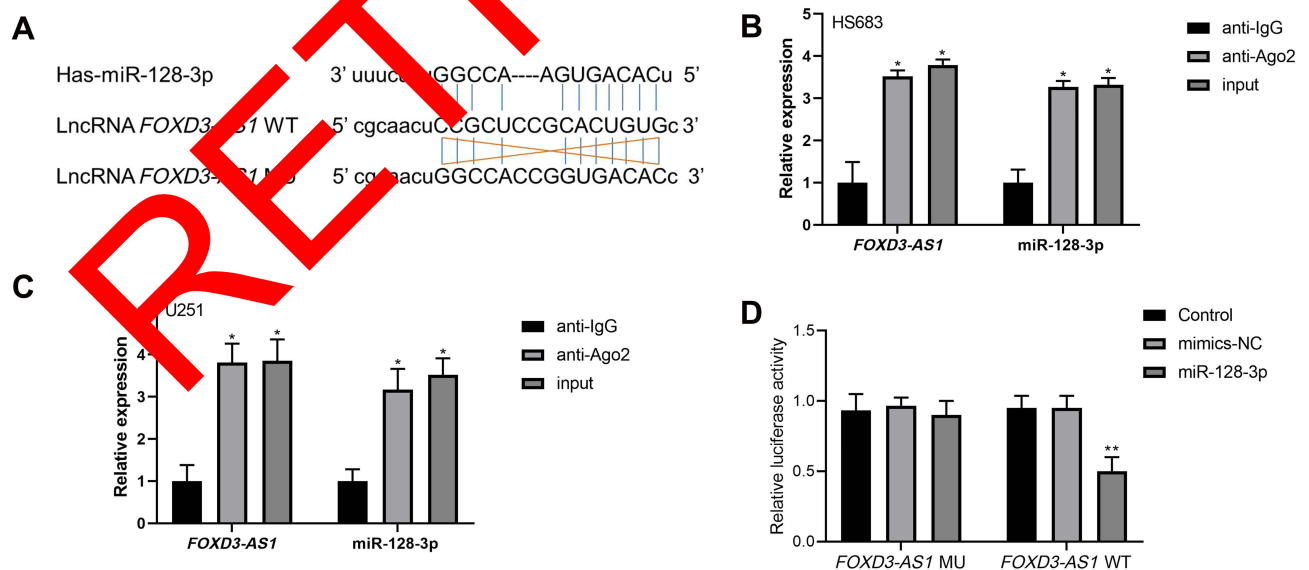 A
Has-miR-128-3p 3’ uuuc uGGCCA----AGUGACACu 5’
LncRNA FOXD3-AS1 WT 5’ cgcaacuCCGCUCCGCACUGUGc 3’
LncRNA FOXD3-AS1 MU 5’ cg aacuGGCCACCGGUGACACc 3’
B
HS683
Relative expression
5
4
3
2
1
0
* * * *
FOXD3-AS1 miR-128-3p
anti-IgG
anti-Ago2
input
C
U251
Relative expression
4
3
2
1
0
* * * *
FOXD3-AS1 miR-128-3p
anti-IgG
anti-Ago2
input
D
Relative luciferase activity
1.5
1.0
0.5
0.0
**
FOXD3-AS1 MU FOXD3-AS1 WT
Control
mimics-NC
miR-128-3p
RET